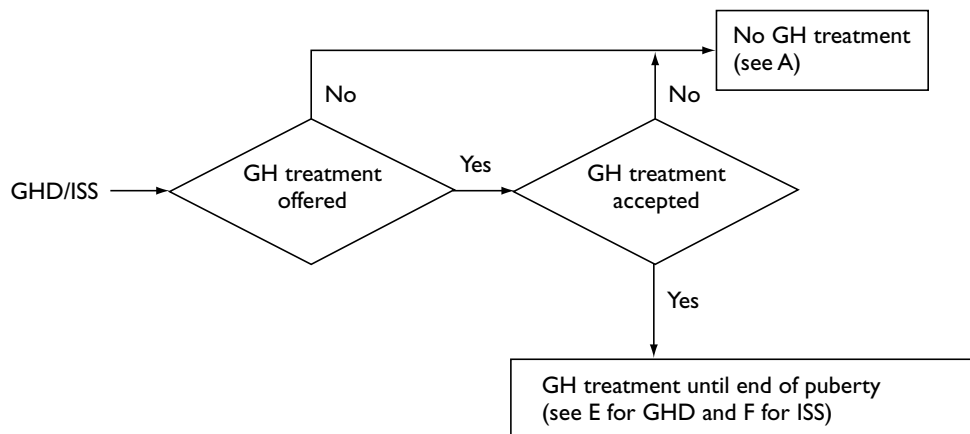 No GH treatment
(see A)
No
No
GHD/ISS
GH treatment
offered
Yes
GH treatment
accepted
Yes
GH treatment until end of puberty
(see E for GHD and F for ISS)